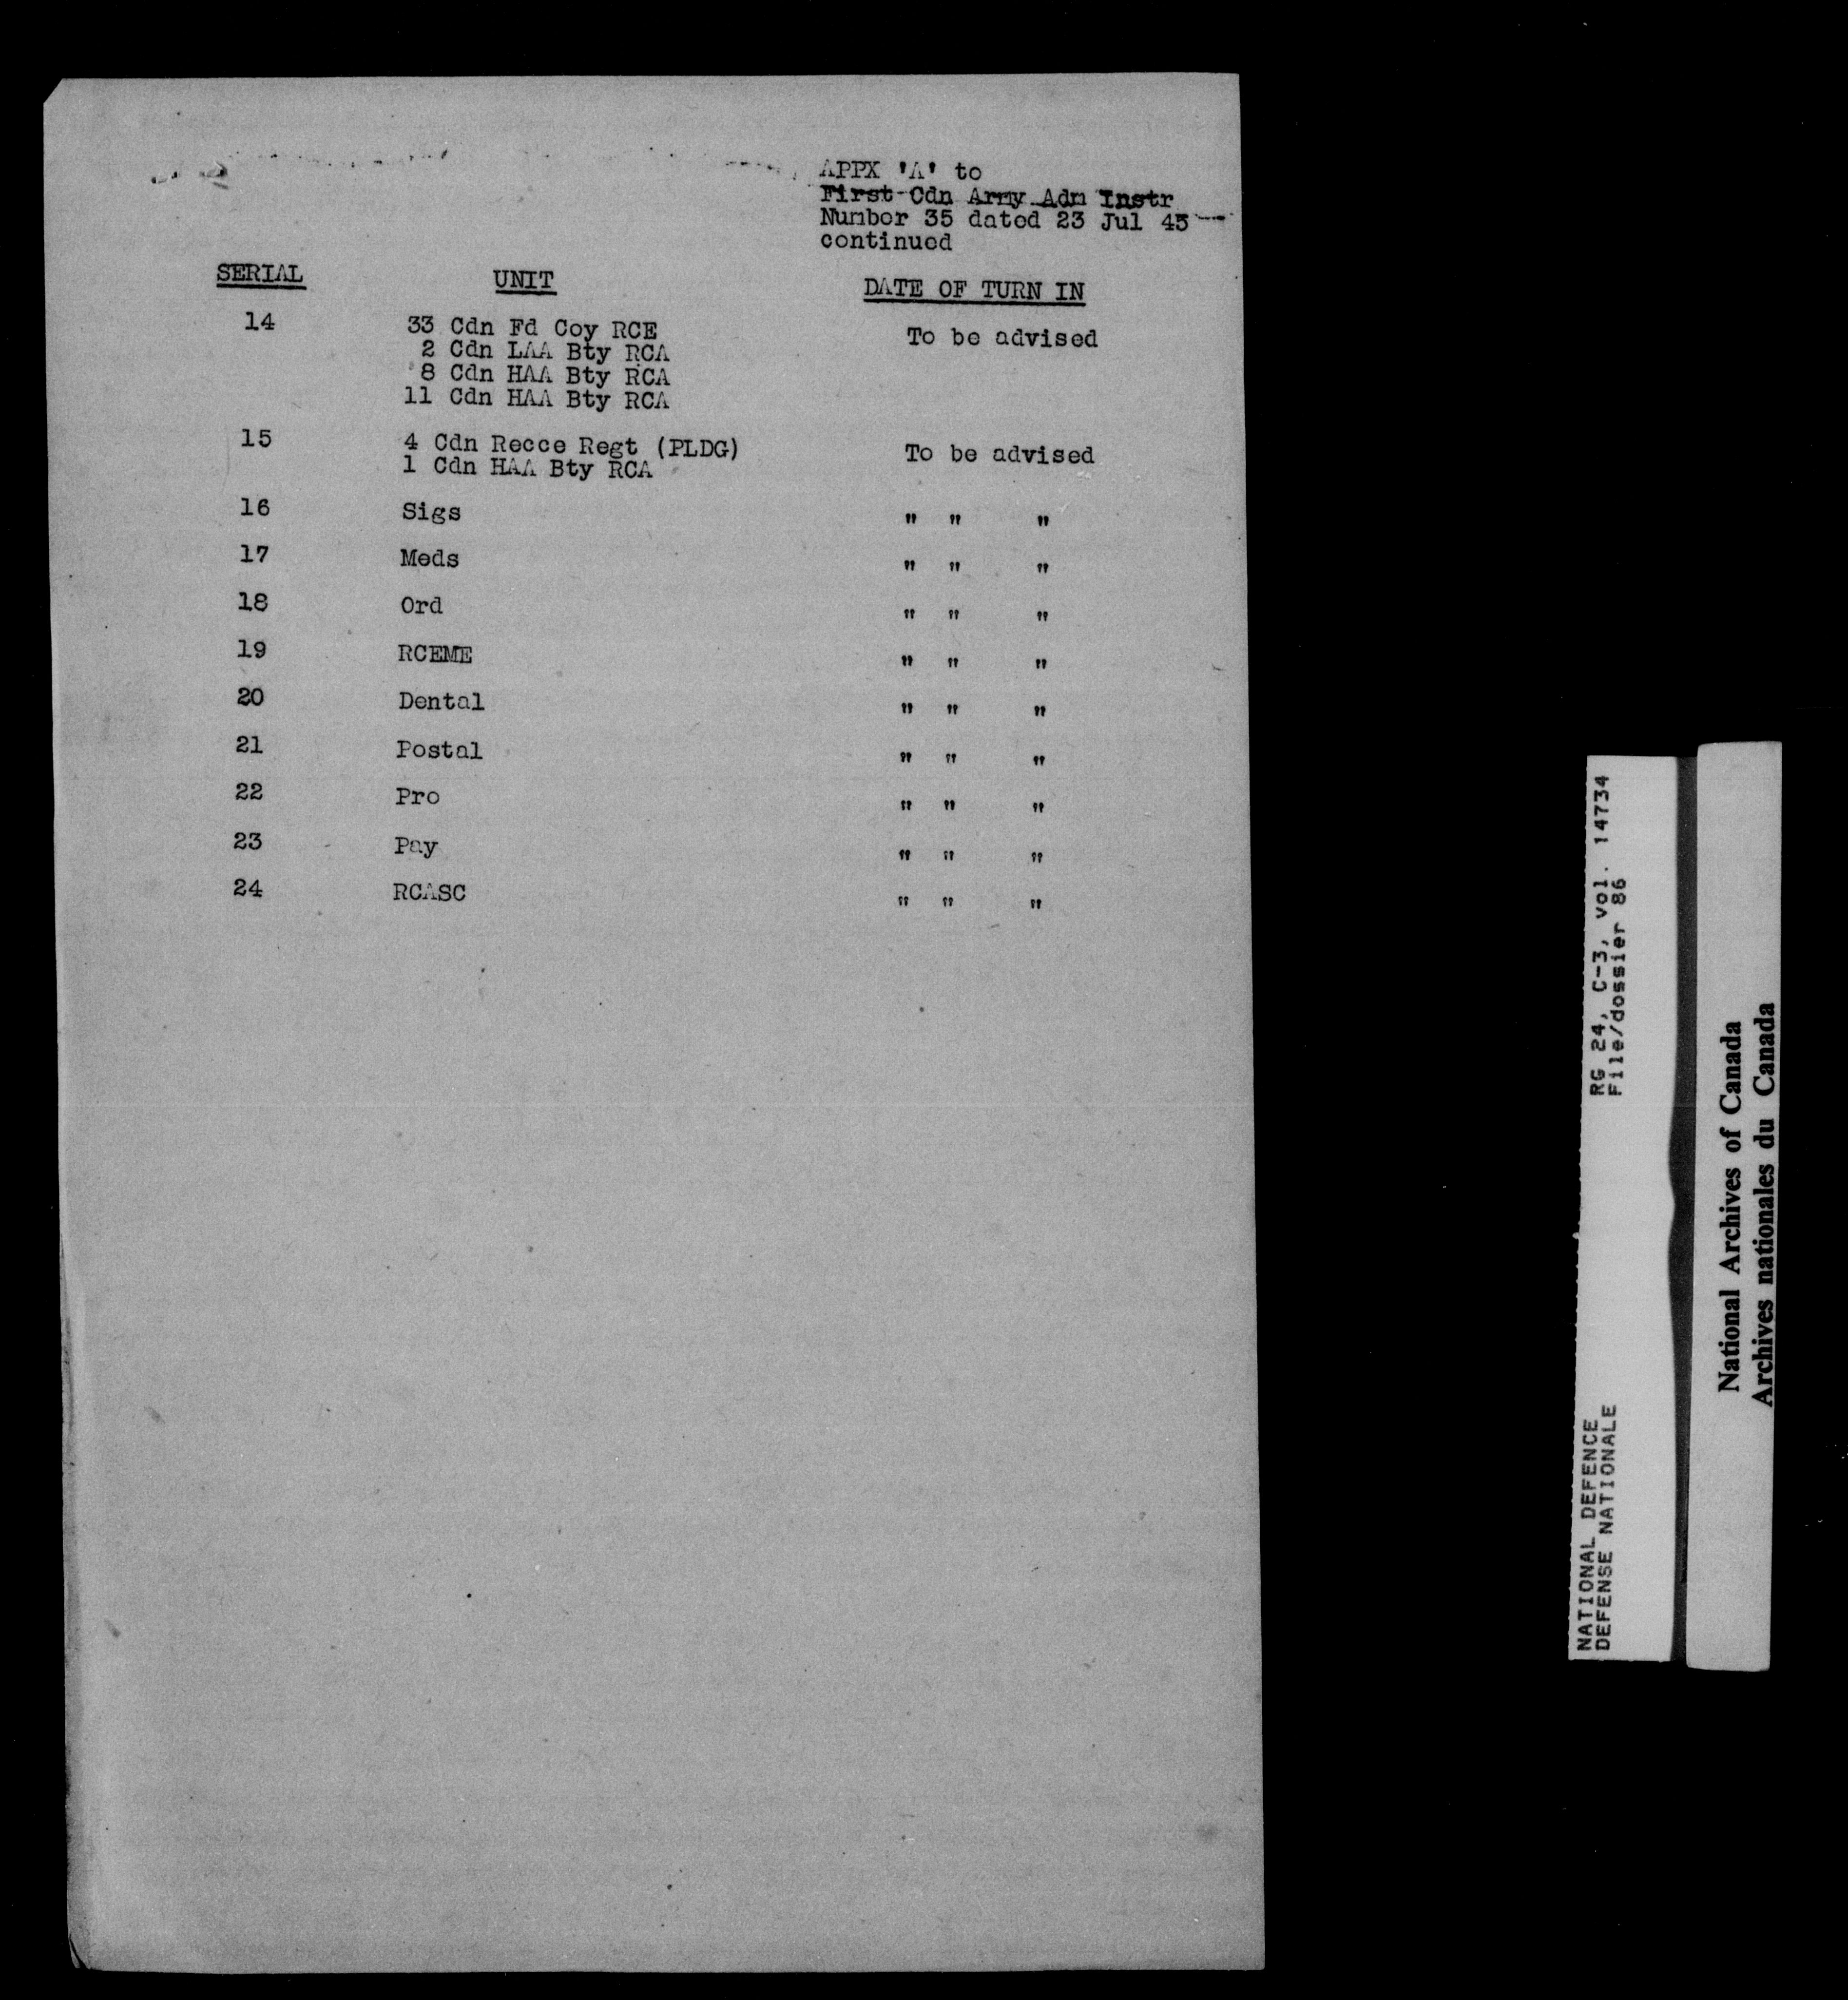 APPX 'A' to
First Cdn Army Adm Instr
Number 35 dated 23 Jul 45
continued
SERIAL UNIT DATE OF TURN IN
14 33 Cdn Fd Coy RCE To be advised
2 Cdn LAA Bty RCA
8 Cdn HAA Bty RCA
11 Cdn HAA Bty RCA
15 4 Cdn Recce Regt (PLDG) To be advised
1 Cdn HAA Bty RCA
16 Sigs " " "
17 Meds " " "
18 Ord " " "
19 RCEME " " "
20 Dental " " "
21 Postal " " "
22 Pro " " "
23 Pay " " "
24 RCASC " " "
NATIONAL DEFENCE RG 24, C-3, vol. 14734
DEFENSE NATIONALE File/dossier 86
National Archives of Canada
Archives nationales du Canada